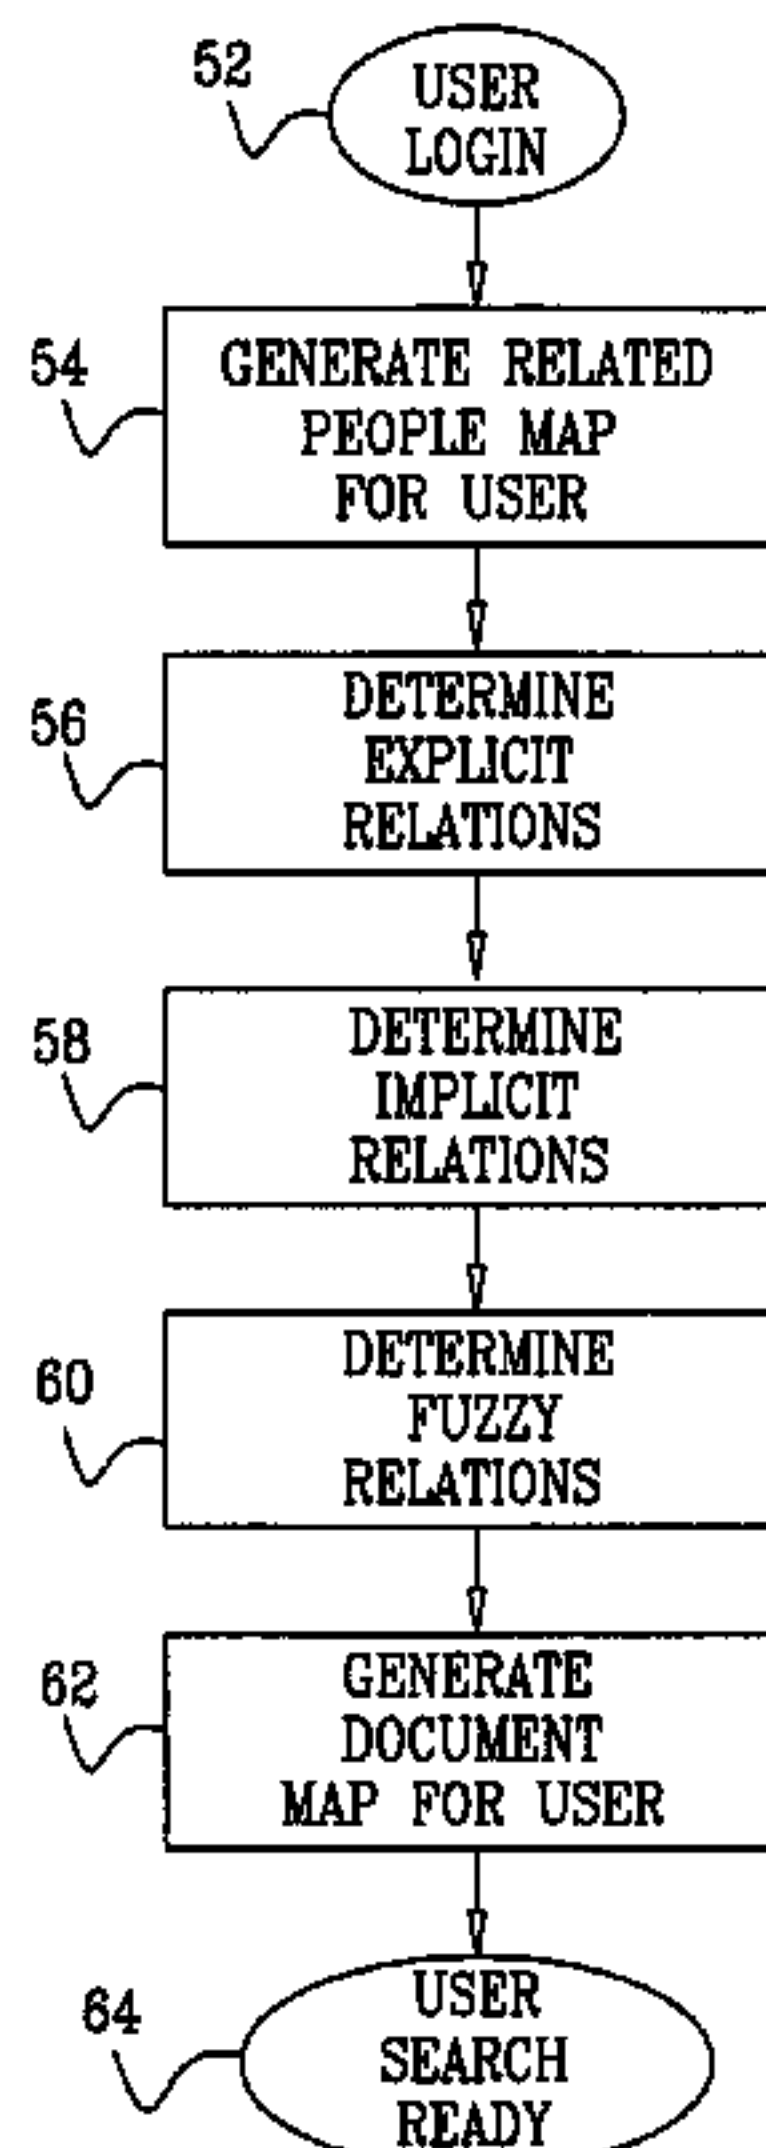 52
USER
LOGIN
54
GENERATE RELATED
PEOPLE MAP
FOR USER
56
DETERMINE
EXPLICIT
RELATIONS
58
DETERMINE
IMPLICIT
RELATIONS
60
DETERMINE
FUZZY
RELATIONS
62
GENERATE
DOCUMENT
MAP FOR USER
64
USER
SEARCH
READY